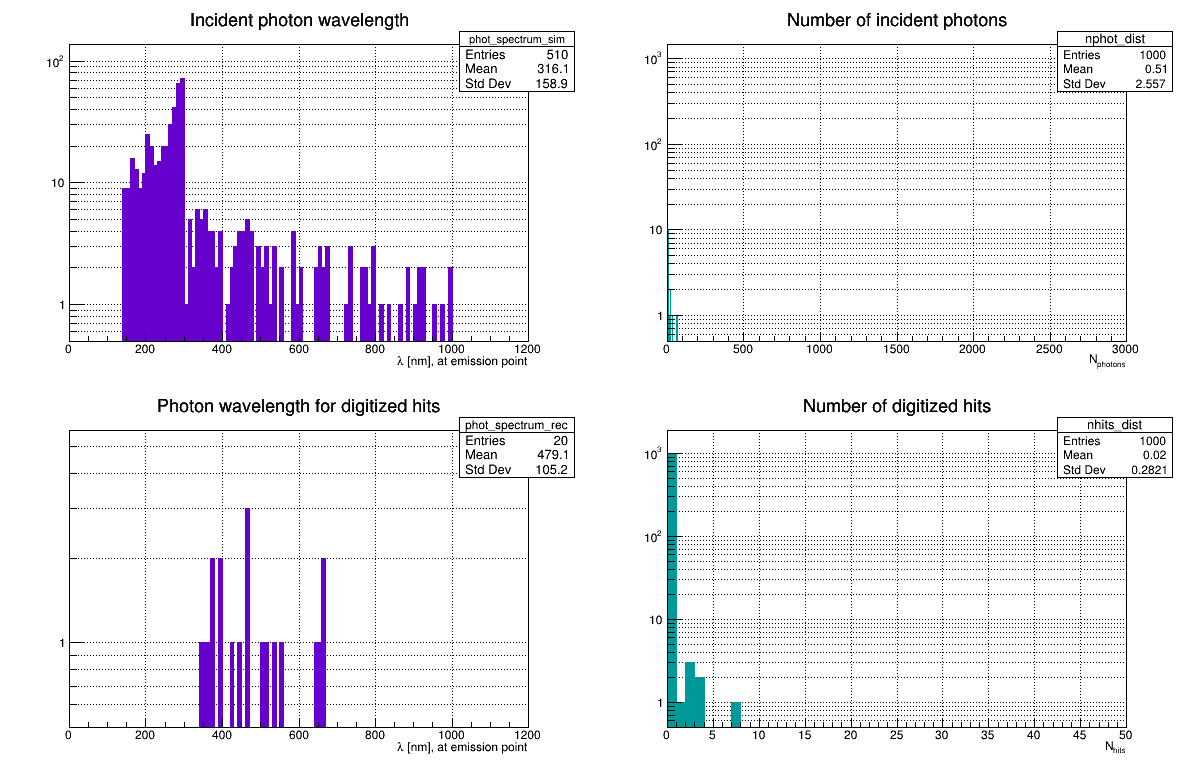 Incident photon wavelength
phot_spectrum_sim
Entries 510
Mean 316.1
Std Dev 158.9
10²
10
1
0 200 400 600 800 1000 1200
λ [nm], at emission point
Number of incident photons
nphot_dist
Entries 1000
Mean 0.51
Std Dev 2.557
10³
10²
10
1
0 500 1000 1500 2000 2500 3000
Nphotons
Photon wavelength for digitized hits
phot_spectrum_rec
Entries 20
Mean 479.1
Std Dev 105.2
1
0 200 400 600 800 1000 1200
λ [nm], at emission point
Number of digitized hits
nhits_dist
Entries 1000
Mean 0.02
Std Dev 0.2821
10³
10²
10
1
0 5 10 15 20 25 30 35 40 45 50
Nhits